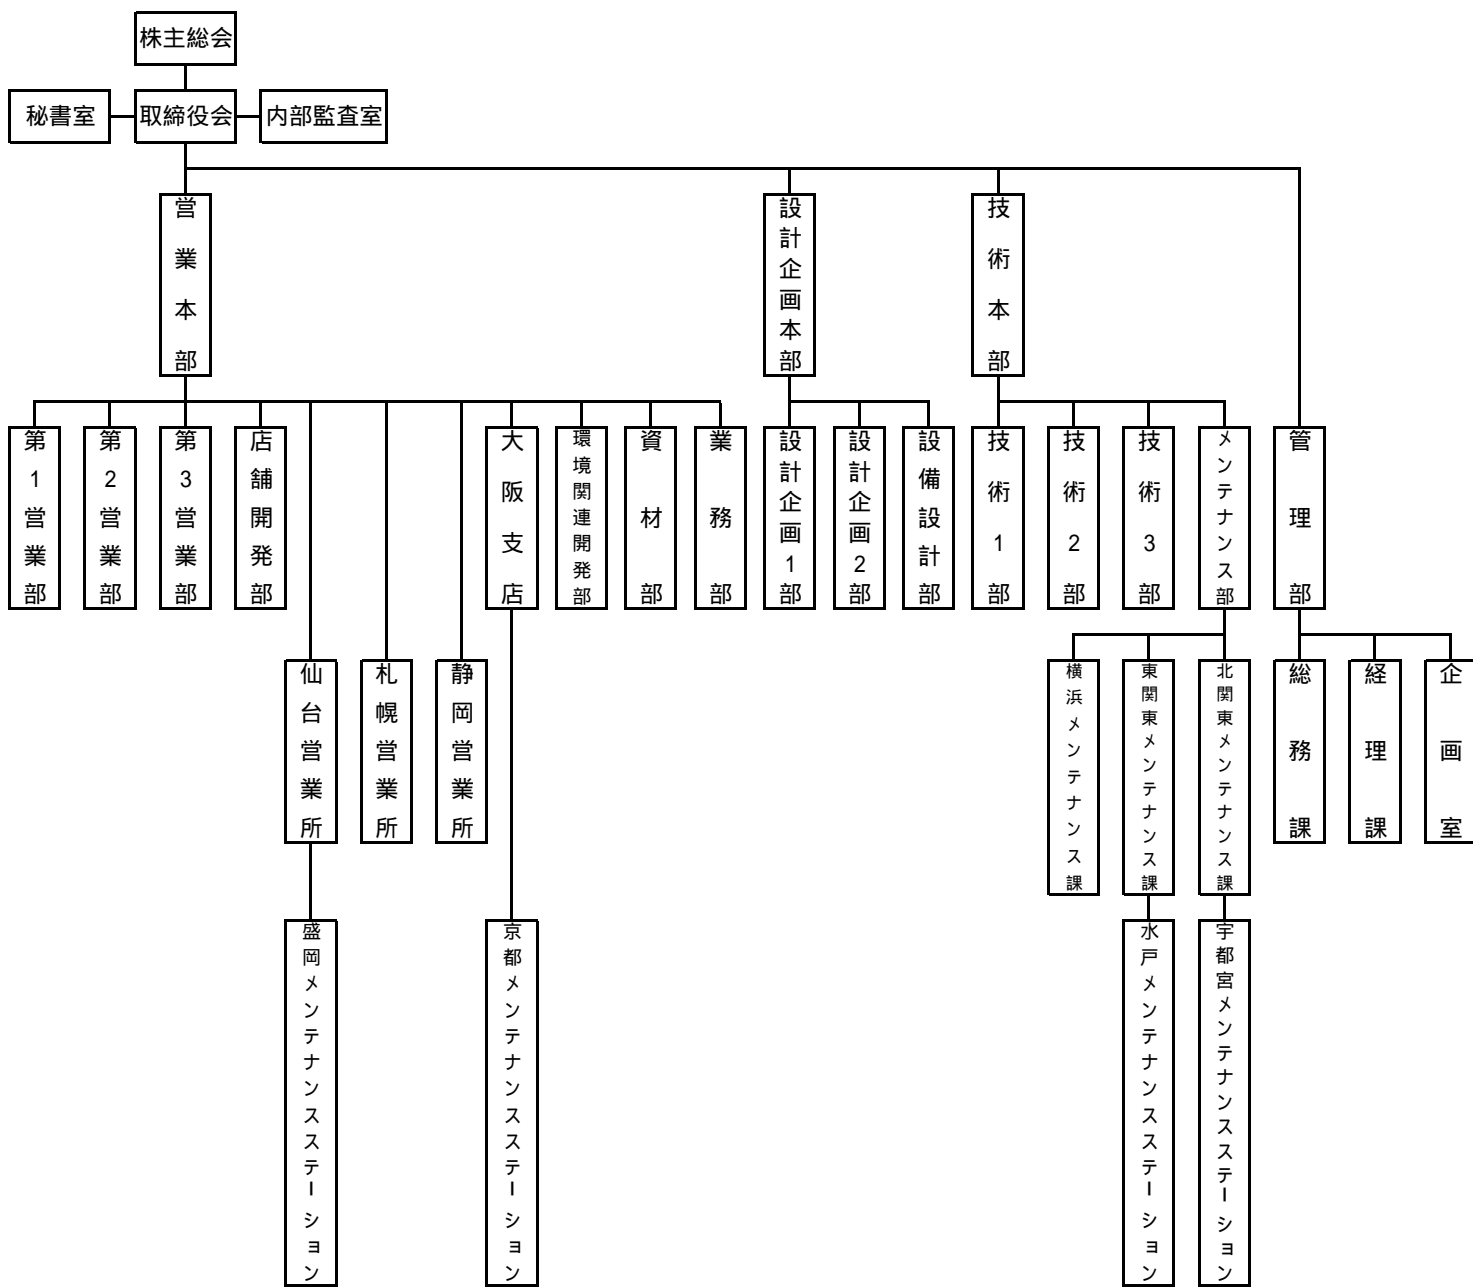 株主総会
秘書室
取締役会
内部監査室
営業本部
設計企画本部
技術本部
第1営業部
第2営業部
第3営業部
店舗開発部
大阪支店
環境関連開発部
資材部
業務部
設計企画1部
設計企画2部
設備設計部
技術1部
技術2部
技術3部
メンテナンス部
管理部
仙台営業所
札幌営業所
静岡営業所
横浜メンテナンス課
東関東メンテナンス課
北関東メンテナンス課
総務課
経理課
企画室
盛岡メンテナンスステーション
京都メンテナンスステーション
水戸メンテナンスステーション
宇都宮メンテナンスステーション